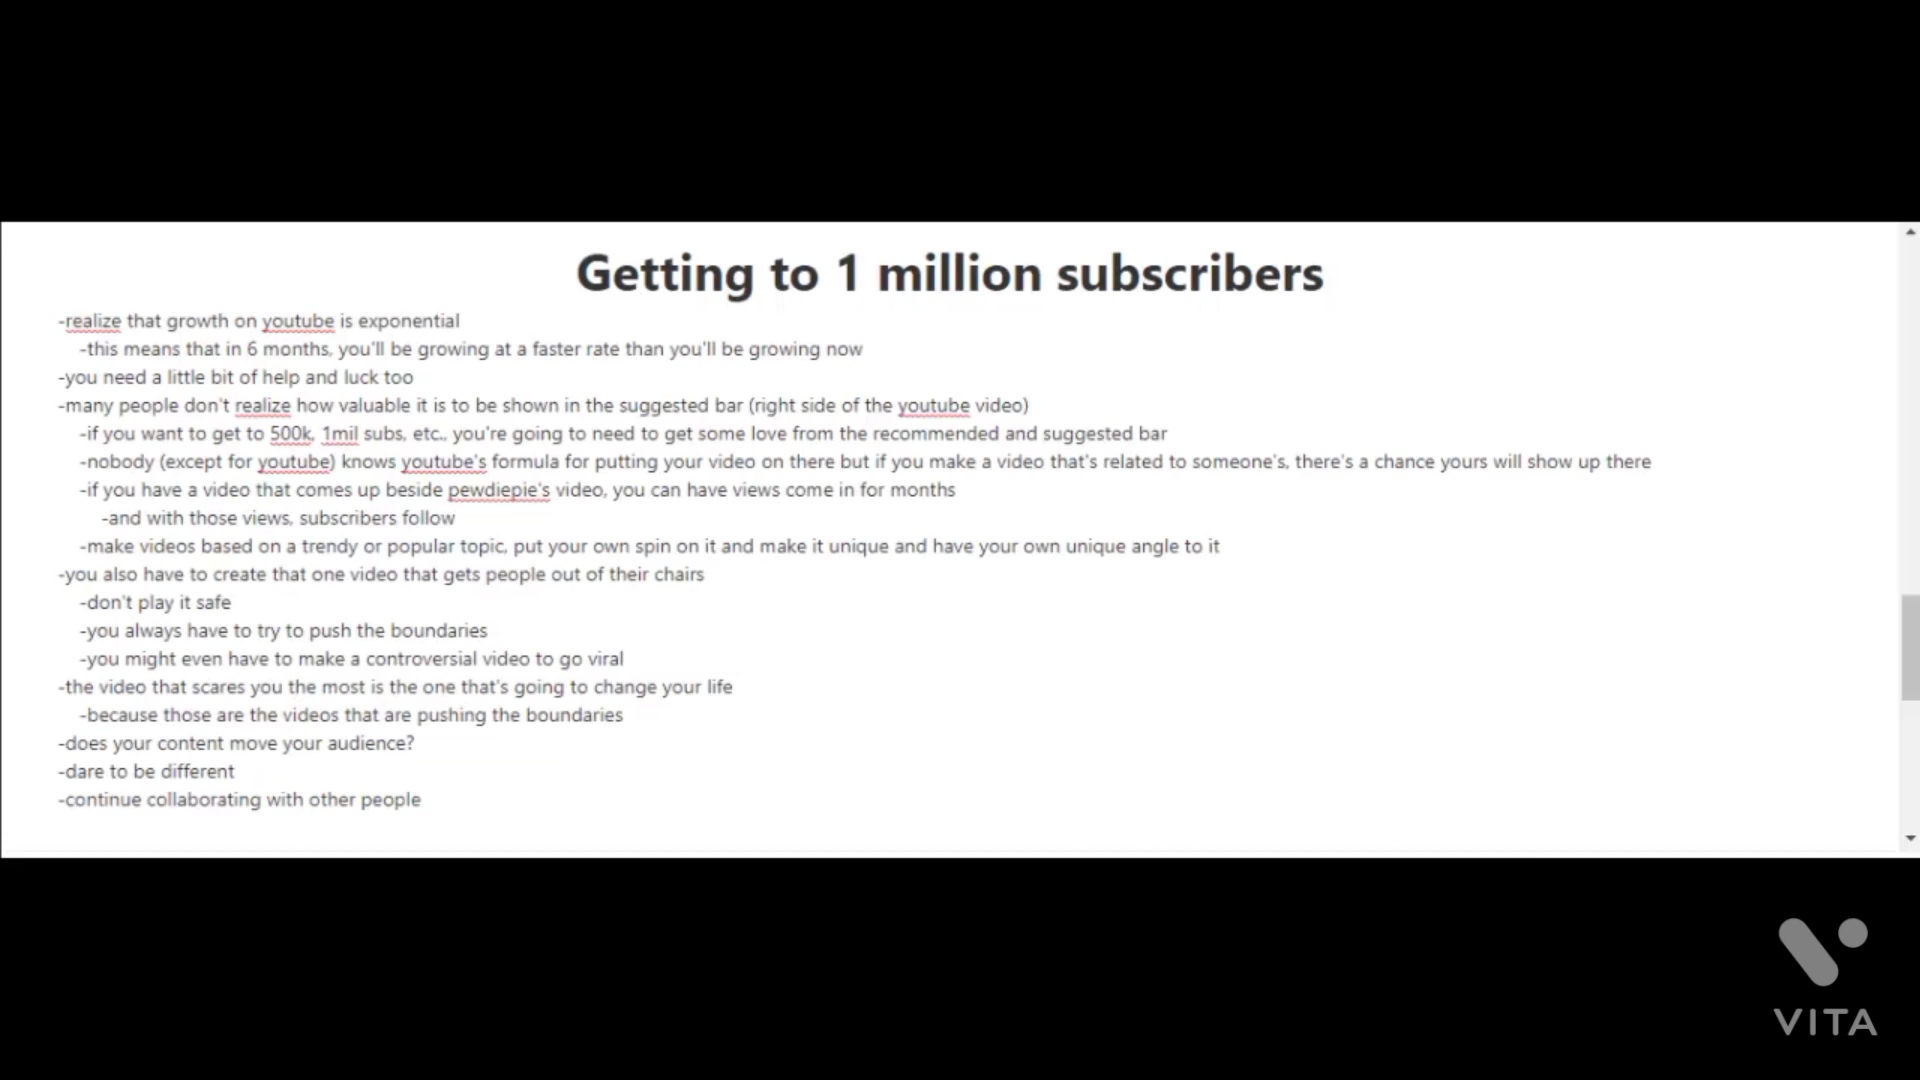 Getting to 1 million subscribers
-realize that growth on youtube is exponential
-this means that in 6 months, you'll be growing at a faster rate than you'll be growing now
-you need a little bit of help and luck too
-many people don't realize how valuable it is to be shown in the suggested bar (right side of the youtube video)
-if you want to get to 500k, 1mil subs, etc., you're going to need to get some love from the recommended and suggested bar
-nobody (except for youtube) knows youtube's formula for putting your video on there but if you make a video that's related to someone's, there's a chance yours will show up there
-if you have a video that comes up beside pewdiepie's video, you can have views come in for months
-and with those views, subscribers follow
-make videos based on a trendy or popular topic, put your own spin on it and make it unique and have your own unique angle to it
-you also have to create that one video that gets people out of their chairs
-don't play it safe
-you always have to try to push the boundaries
-you might even have to make a controversial video to go viral
-the video that scares you the most is the one that's going to change your life
-because those are the videos that are pushing the boundaries
-does your content move your audience?
-dare to be different
-continue collaborating with other people
VITA